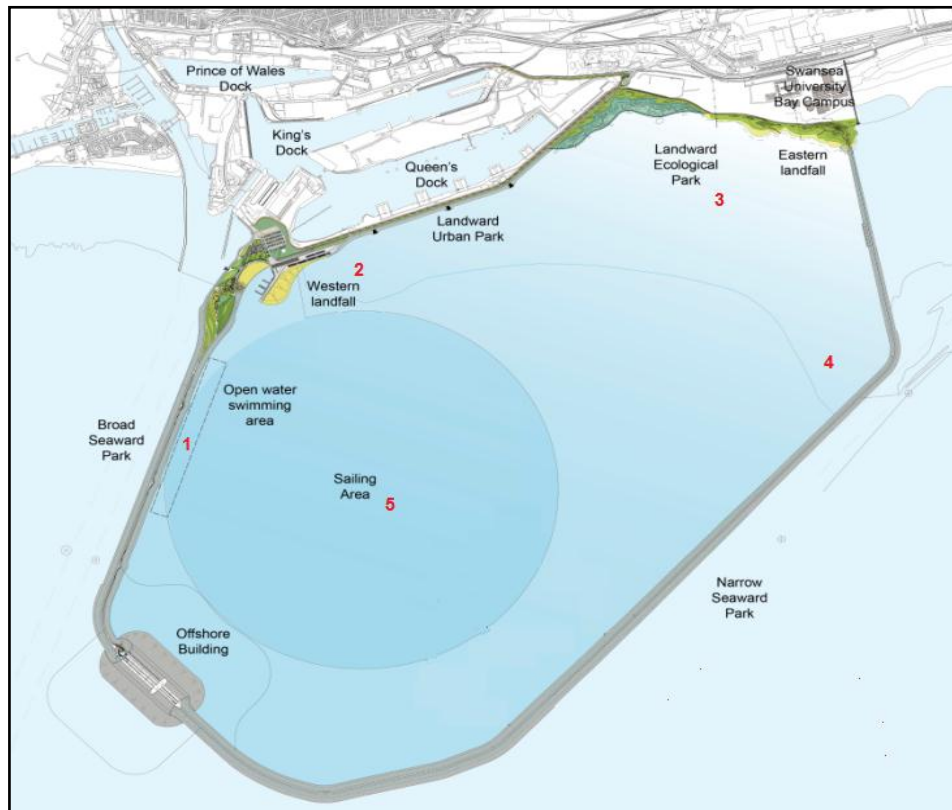 Prince of Wales
Dock
Swansea
University
Bay Campus
King's
Dock
Queen's
Dock
Landward
Ecological
Park
Eastern
landfall
3
Landward
Urban Park
2
Western
landfall
4
Open water
swimming
area
Broad
Seaward
Park
1
Sailing
Area
5
Narrow
Seaward
Park
Offshore
Building